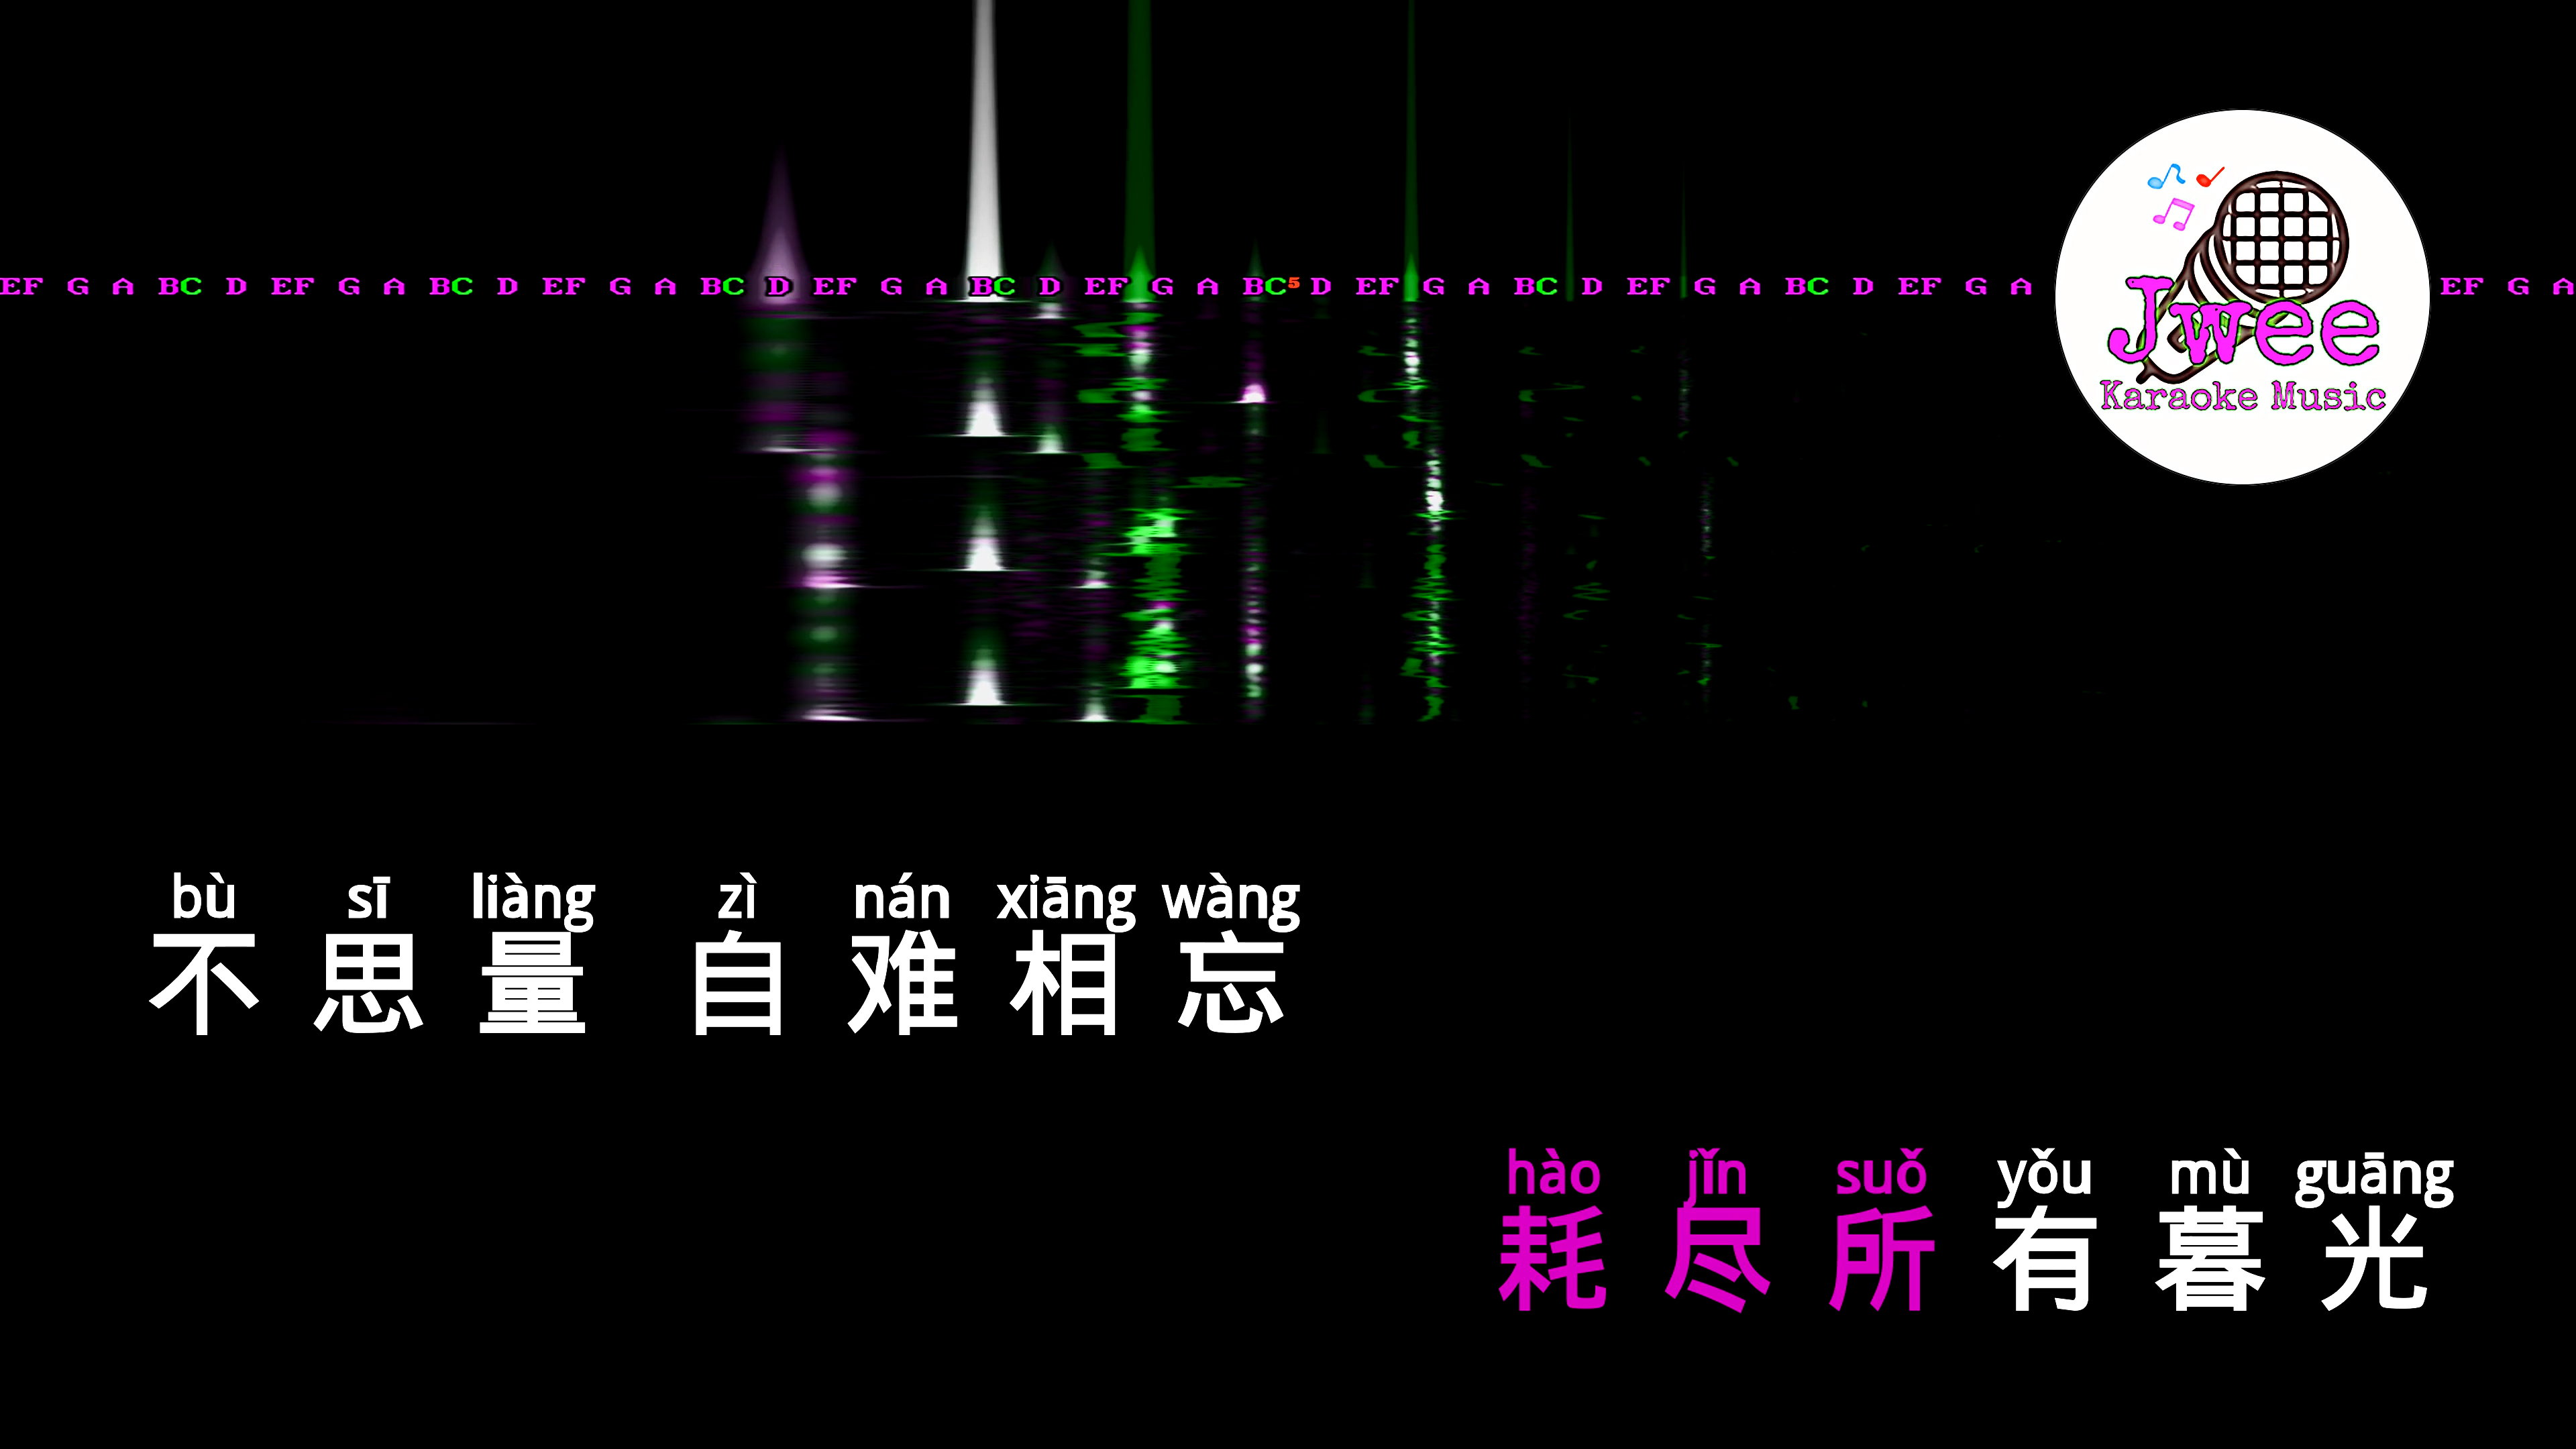 EF G A BC D EF G A BC D EF G A BC D EF G A BC D EF G A BC5 D EF G A BC D EF G A BC D EF G A EF G A
Jwee
Karaoke Music
bù sī liàng zì nán xiāng wàng
不思量 自难相忘
hào jǐn suǒ yǒu mù guāng
耗尽所有暮光